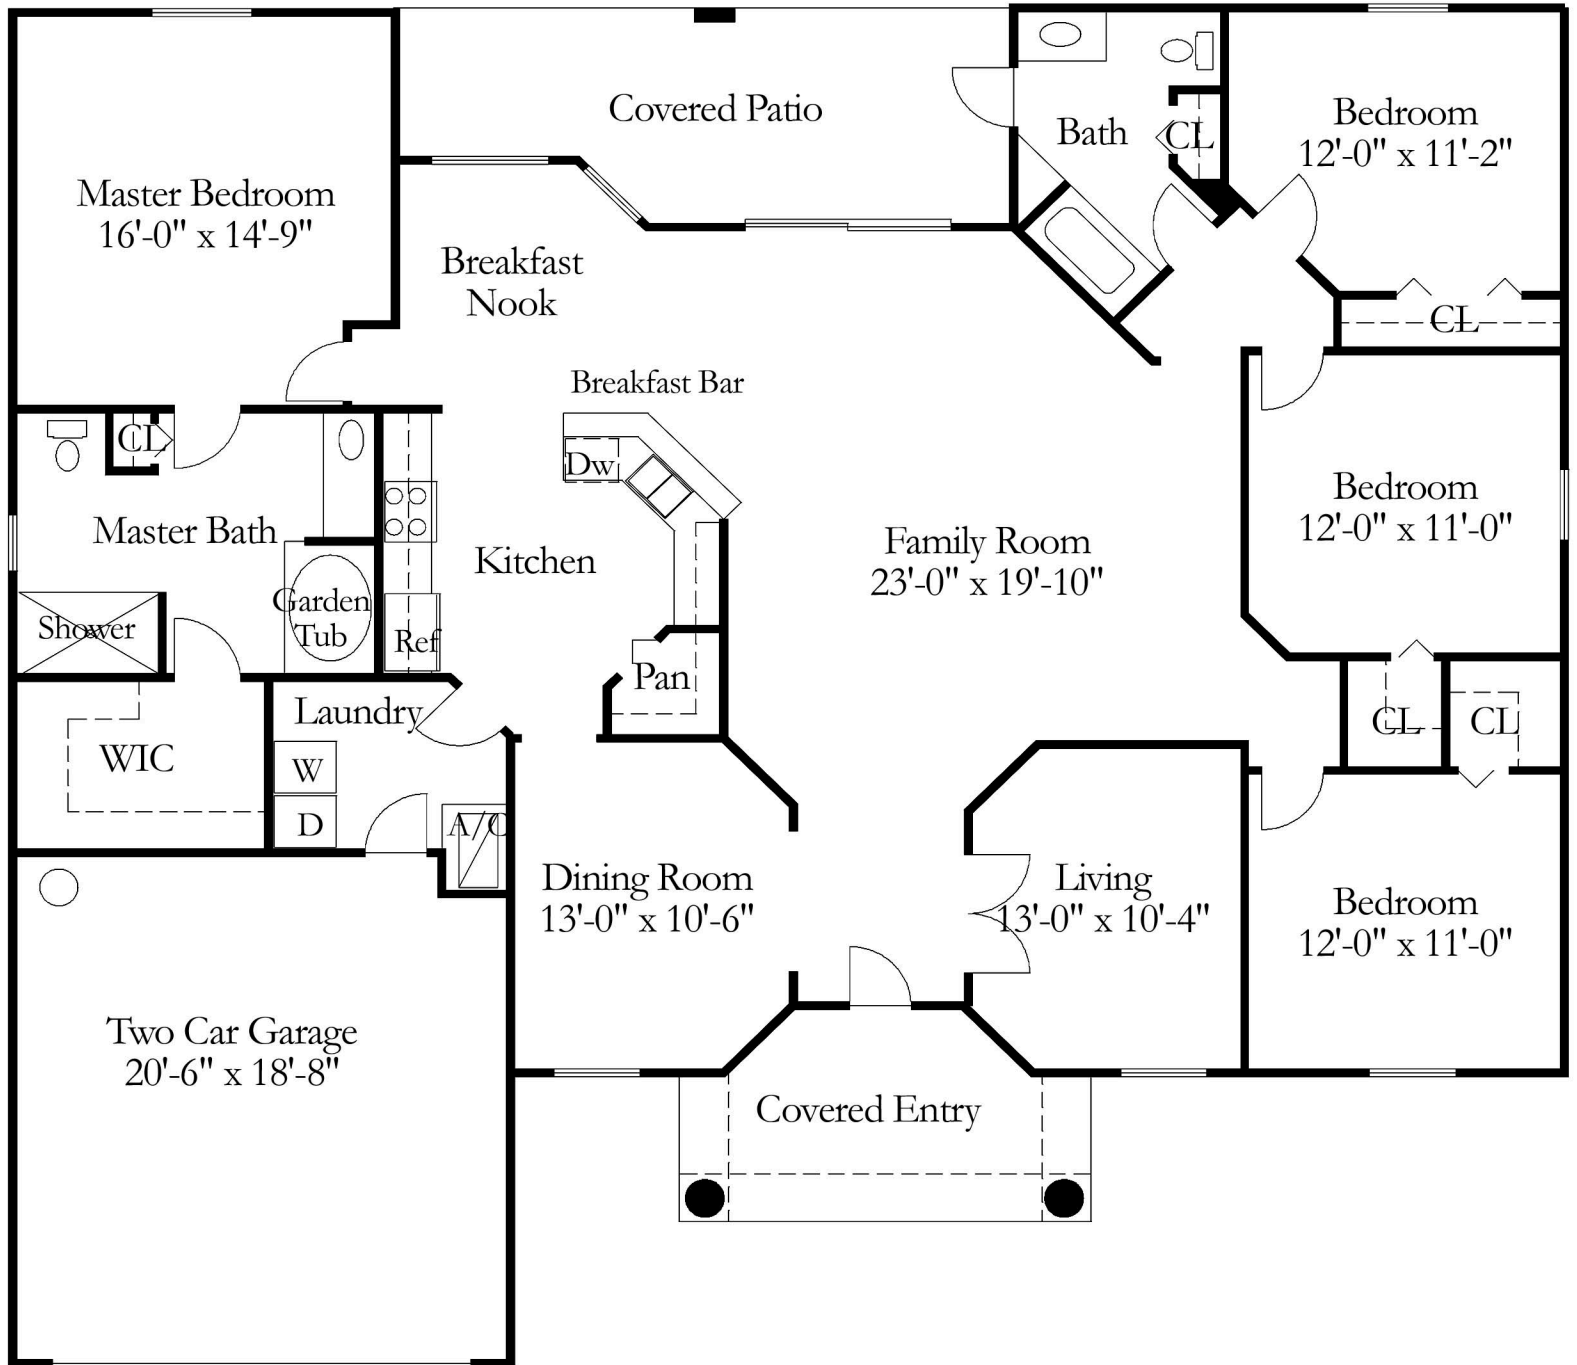 Covered Patio
Bath
CL
Bedroom
12'-0" x 11'-2"
CL
Master Bedroom
16'-0" x 14'-9"
Breakfast
Nook
Breakfast Bar
CL
Dw
Master Bath
Kitchen
Family Room
23'-0" x 19'-10"
Bedroom
12'-0" x 11'-0"
Garden
Tub
Shower
Ref
Pan
Laundry
WIC
W
D
A/C
CL
CL
Dining Room
13'-0" x 10'-6"
Living
13'-0" x 10'-4"
Bedroom
12'-0" x 11'-0"
Two Car Garage
20'-6" x 18'-8"
Covered Entry